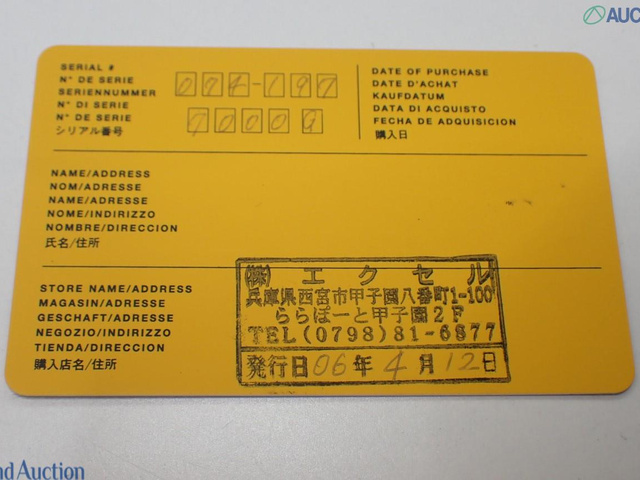 SERIAL #
N° DE SERIE
SERIENNUMMER
N° DI SERIE
N° DE SERIE
シリアル番号
DATE OF PURCHASE
DATE D'ACHAT
KAUFDATUM
DATA DI ACQUISTO
FECHA DE ADQUISICION
購入日
NAME/ADDRESS
NOM/ADRESSE
NAME/ADRESSE
NOME/INDIRIZZO
NOMBRE/DIRECCION
氏名/住所
STORE NAME/ADDRESS
MAGASIN/ADRESSE
GESCHAFT/ADRESSE
NEGOZIO/INDIRIZZO
TIENDA/DIRECCION
購入店名/住所
㈱エクセル
兵庫県西宮市甲子園八番町1-100
ららぽーと甲子園2F
TEL(0798)81-6877
発行日06年4月12日
AUC
nd Auction